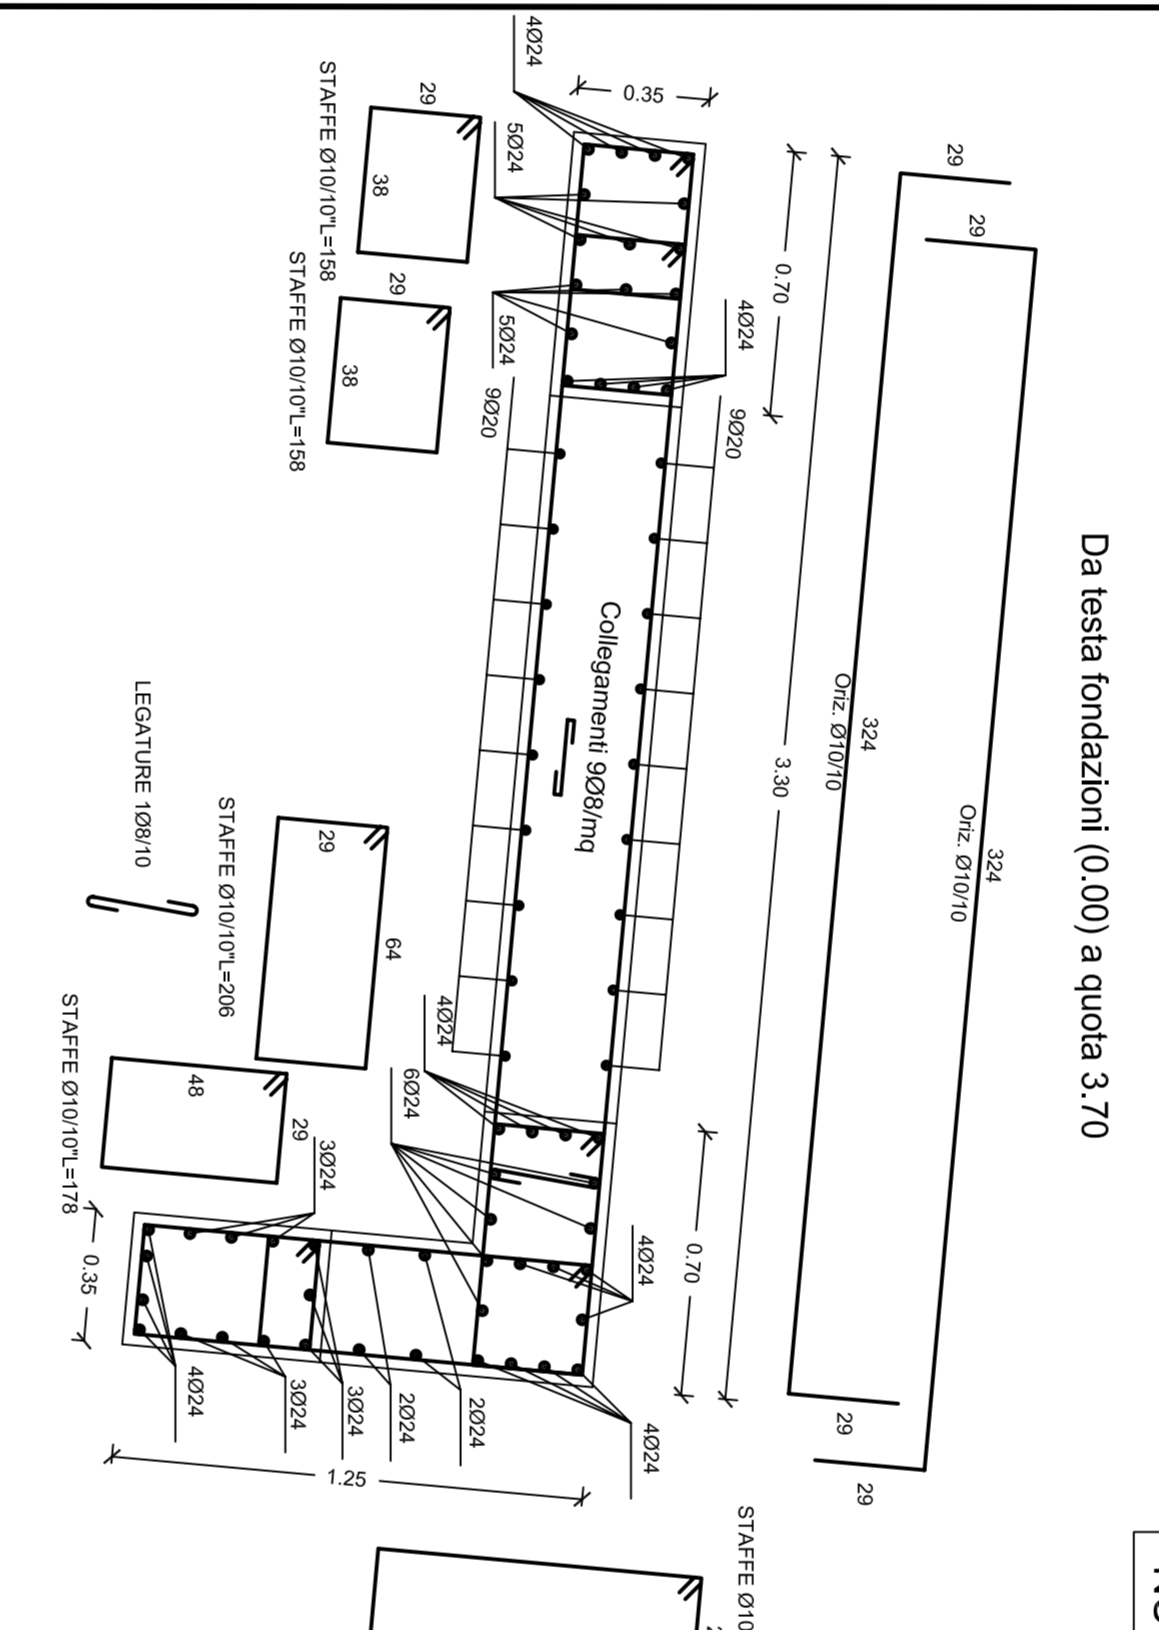 Da testa fondazioni (0.00) a quota 3.70
29
29
324
Oriz. Ø10/10
324
Oriz. Ø10/10
29
29
0.35
0.70
3.30
0.70
4Ø24
5Ø24
5Ø24
4Ø24
9Ø20
9Ø20
Collegamenti 9Ø8/mq
4Ø24
6Ø24
4Ø24
3Ø24
4Ø24
3Ø24
3Ø24
2Ø24
2Ø24
4Ø24
0.35
1.25
29
38
STAFFE Ø10/10"L=158
29
38
STAFFE Ø10/10"L=158
29
64
STAFFE Ø10/10"L=206
LEGATURE 1Ø8/10
48
29
STAFFE Ø10/10"L=178
STAFFE Ø10